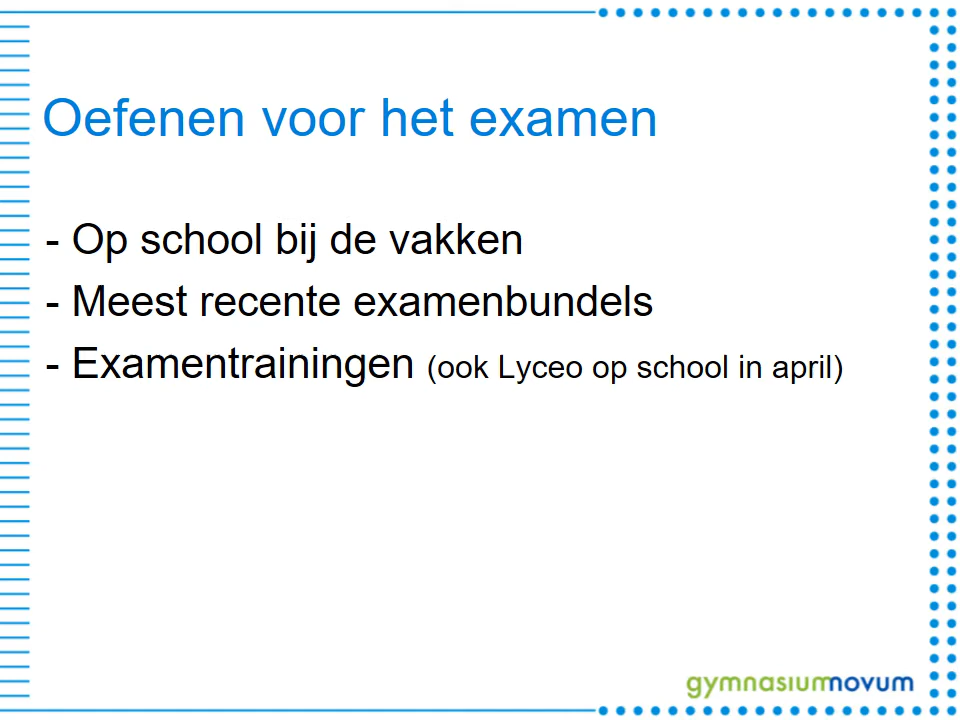 Oefenen voor het examen
- Op school bij de vakken
- Meest recente examenbundels
- Examentrainingen (ook Lyceo op school in april)
gymnasiumnovum